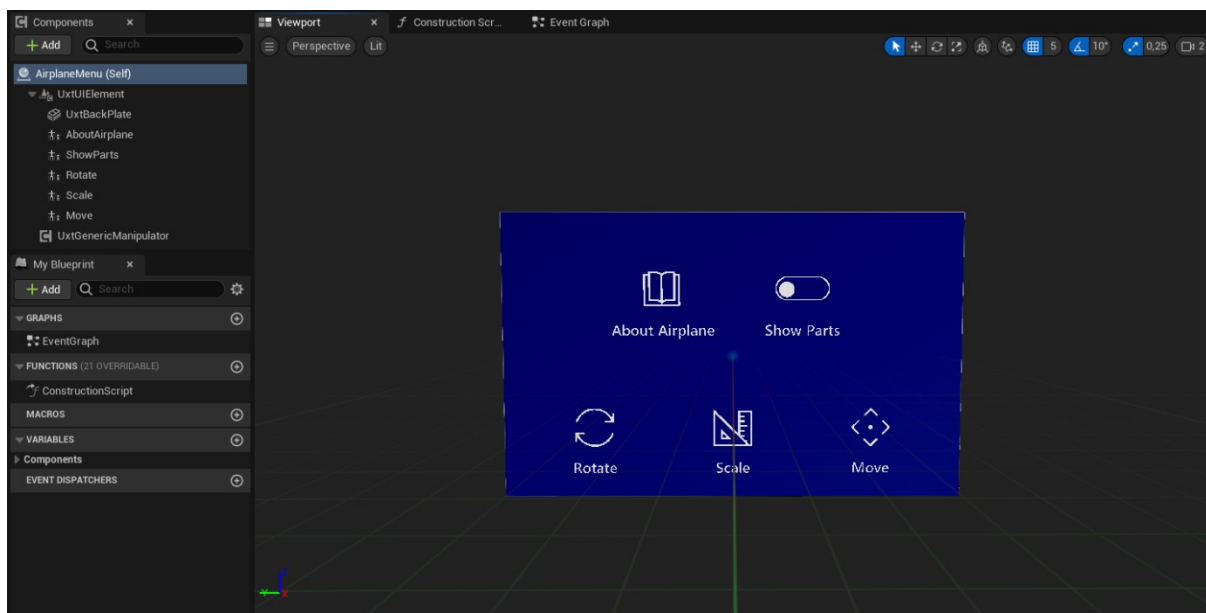 Components
Add
Search
AirplaneMenu (Self)
UxtUIElement
UxtBackPlate
AboutAirplane
ShowParts
Rotate
Scale
Move
UxtGenericManipulator
My Blueprint
Add
Search
GRAPHS
EventGraph
FUNCTIONS (21 OVERRIDABLE)
ConstructionScript
MACROS
VARIABLES
Components
EVENT DISPATCHERS
Viewport
Construction Scr...
Event Graph
Perspective
Lit
5
10°
0,25
2
About Airplane
Show Parts
Rotate
Scale
Move